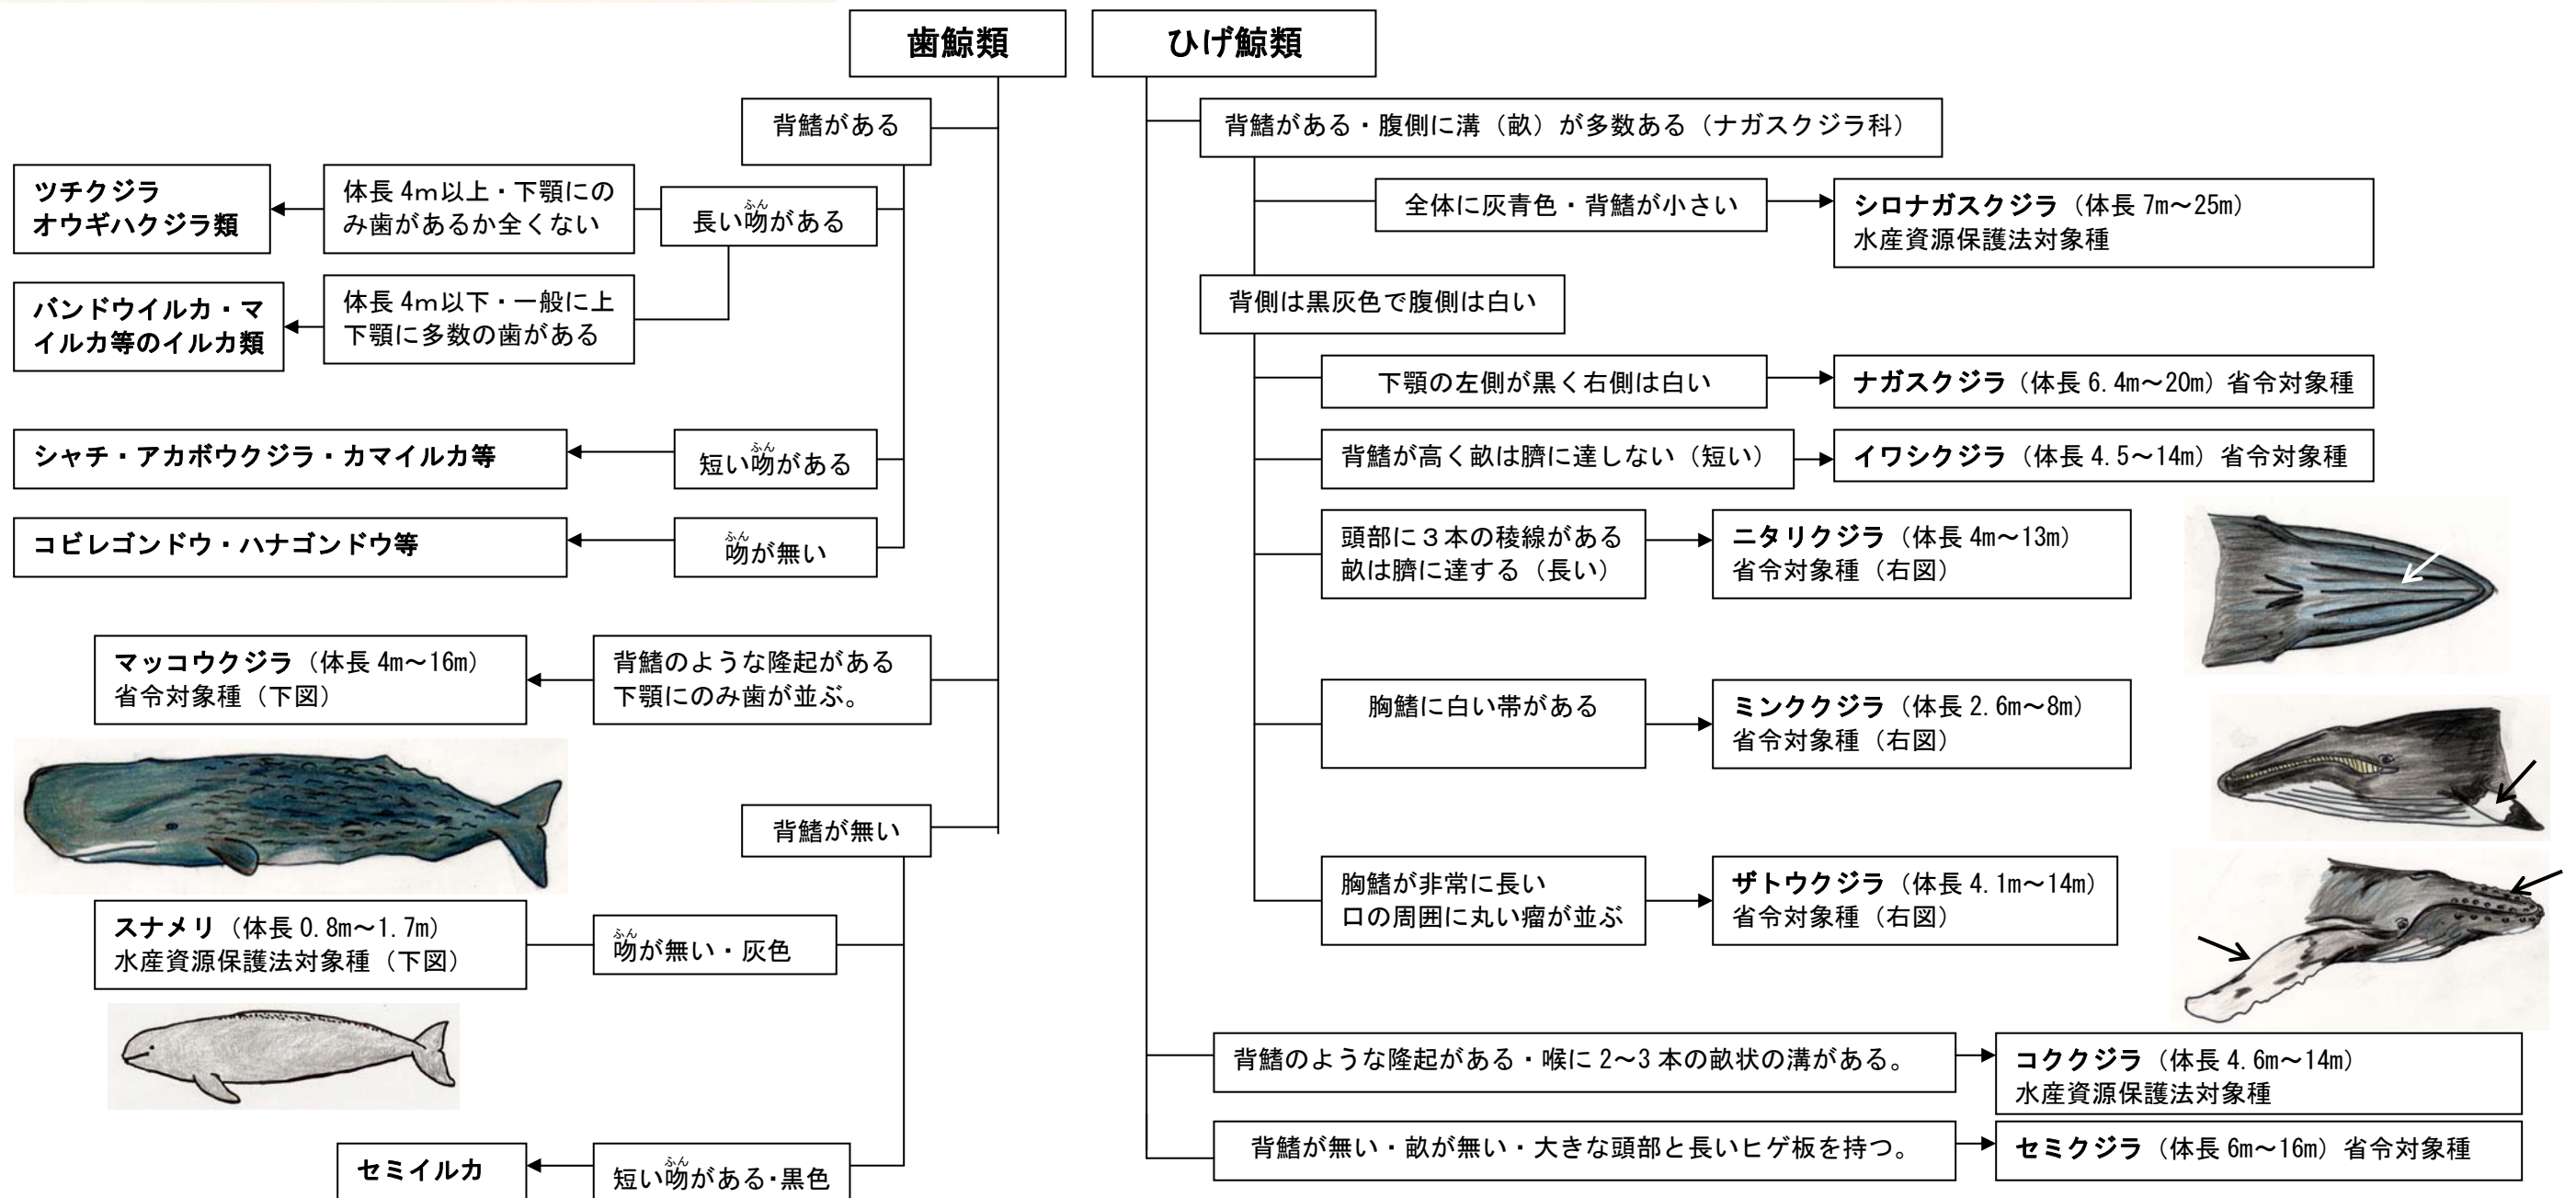 歯鯨類
背鰭がある
長い吻がある
ふん
体長 4m以上・下顎にの
み歯があるか全くない
ツチクジラ
オウギハクジラ類
体長 4m以下・一般に上
下顎に多数の歯がある
バンドウイルカ・マ
イルカ等のイルカ類
短い吻がある
ふん
シャチ・アカボウクジラ・カマイルカ等
吻が無い
ふん
コビレゴンドウ・ハナゴンドウ等
背鰭のような隆起がある
下顎にのみ歯が並ぶ。
マッコウクジラ（体長 4m～16m）
省令対象種（下図）
背鰭が無い
吻が無い・灰色
ふん
スナメリ（体長 0.8m～1.7m）
水産資源保護法対象種（下図）
短い吻がある・黒色
ふん
セミイルカ
ひげ鯨類
背鰭がある・腹側に溝（畝）が多数ある（ナガスクジラ科）
全体に灰青色・背鰭が小さい
シロナガスクジラ（体長 7m～25m）
水産資源保護法対象種
背側は黒灰色で腹側は白い
下顎の左側が黒く右側は白い
ナガスクジラ（体長 6.4m～20m）省令対象種
背鰭が高く畝は臍に達しない（短い）
イワシクジラ（体長 4.5～14m）省令対象種
頭部に３本の稜線がある
畝は臍に達する（長い）
ニタリクジラ（体長 4m～13m）
省令対象種（右図）
胸鰭に白い帯がある
ミンククジラ（体長 2.6m～8m）
省令対象種（右図）
胸鰭が非常に長い
口の周囲に丸い瘤が並ぶ
ザトウクジラ（体長 4.1m～14m）
省令対象種（右図）
背鰭のような隆起がある・喉に 2～3 本の畝状の溝がある。
コククジラ（体長 4.6m～14m）
水産資源保護法対象種
背鰭が無い・畝が無い・大きな頭部と長いヒゲ板を持つ。
セミクジラ（体長 6m～16m）省令対象種